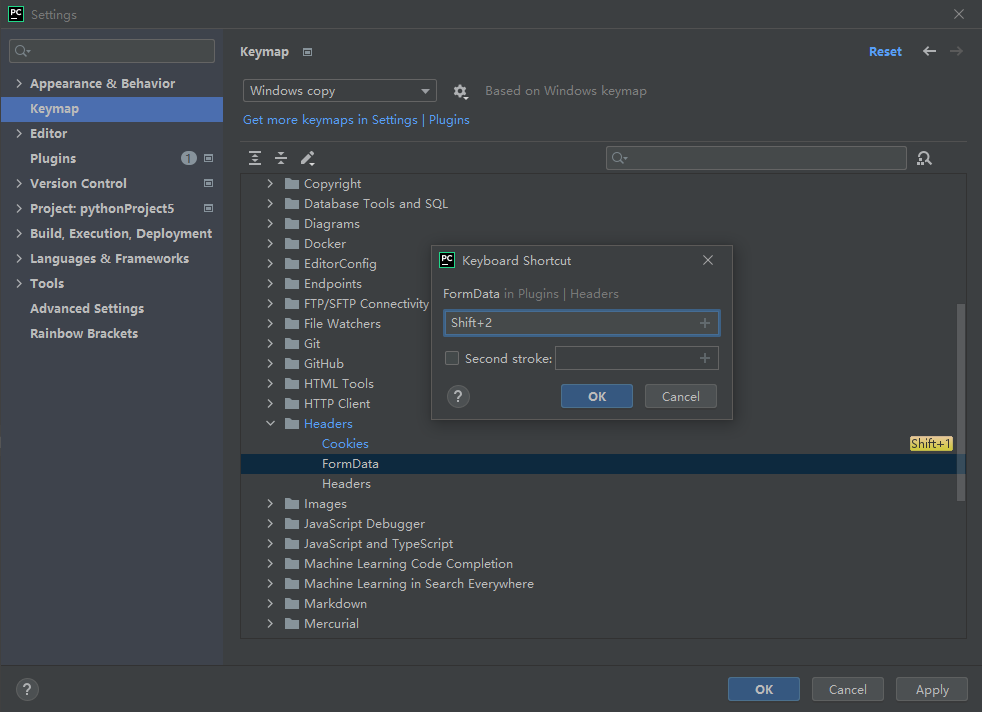 PC Settings
Appearance & Behavior
Keymap
Editor
Plugins 1
Version Control
Project: pythonProject5
Build, Execution, Deployment
Languages & Frameworks
Tools
Advanced Settings
Rainbow Brackets
Keymap
Reset
Windows copy
Based on Windows keymap
Get more keymaps in Settings | Plugins
Copyright
Database Tools and SQL
Diagrams
Docker
EditorConfig
Endpoints
FTP/SFTP Connectivity
File Watchers
Git
GitHub
HTML Tools
HTTP Client
Headers
Cookies Shift+1
FormData
Headers
Images
JavaScript Debugger
JavaScript and TypeScript
Machine Learning Code Completion
Machine Learning in Search Everywhere
Markdown
Mercurial
PC Keyboard Shortcut
FormData in Plugins | Headers
Shift+2
Second stroke:
? OK Cancel
? OK Cancel Apply